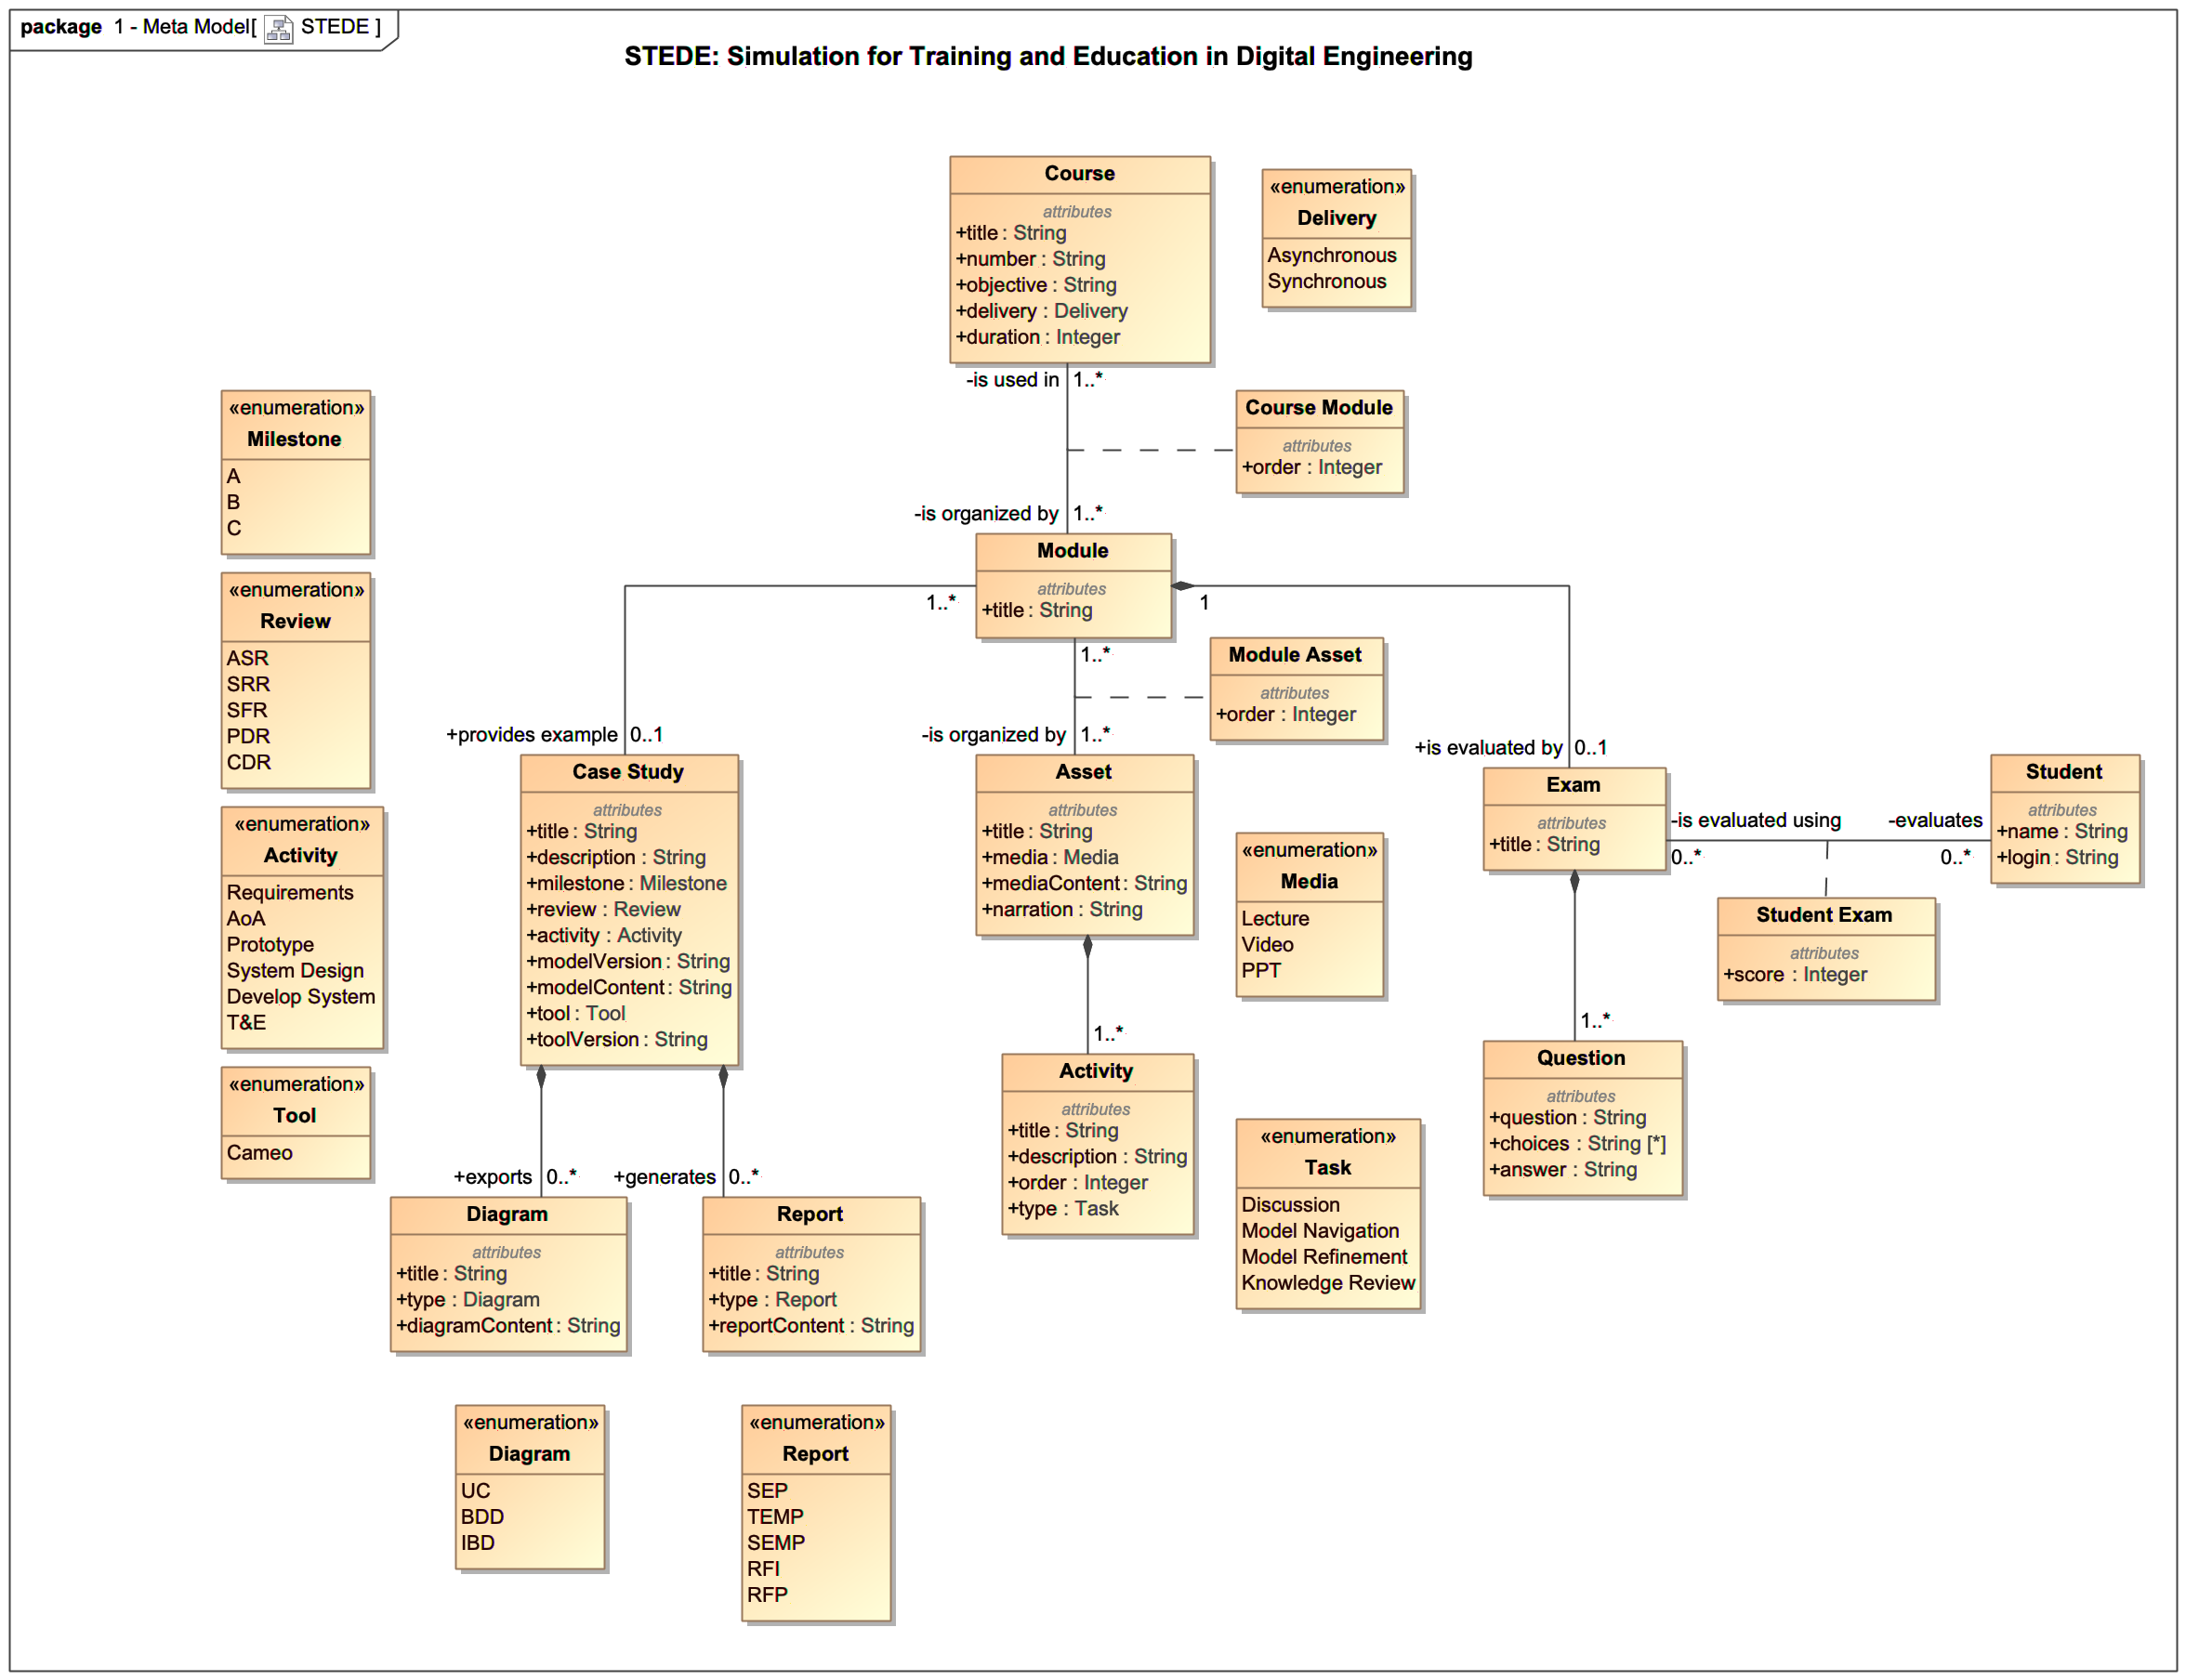 package 1 - Meta Model[ STEDE ]
STEDE: Simulation for Training and Education in Digital Engineering
Course
attributes
+title : String
+number : String
+objective : String
+delivery : Delivery
+duration : Integer
«enumeration»
Delivery
Asynchronous
Synchronous
-is used in 1..*
Course Module
attributes
+order : Integer
-is organized by 1..*
«enumeration»
Milestone
A
B
C
Module
attributes
+title : String
1..*
1
1..*
«enumeration»
Review
ASR
SRR
SFR
PDR
CDR
Module Asset
attributes
+order : Integer
+provides example 0..1
-is organized by 1..*
+is evaluated by 0..1
Case Study
attributes
+title : String
+description : String
+milestone : Milestone
+review : Review
+activity : Activity
+modelVersion : String
+modelContent : String
+tool : Tool
+toolVersion : String
Asset
attributes
+title : String
+media : Media
+mediaContent : String
+narration : String
Exam
attributes
+title : String
-is evaluated using
0..*
-evaluates
0..*
Student
attributes
+name : String
+login : String
Student Exam
attributes
+score : Integer
«enumeration»
Activity
Requirements
AoA
Prototype
System Design
Develop System
T&E
«enumeration»
Media
Lecture
Video
PPT
1..*
1..*
«enumeration»
Tool
Cameo
Activity
attributes
+title : String
+description : String
+order : Integer
+type : Task
Question
attributes
+question : String
+choices : String [*]
+answer : String
«enumeration»
Task
Discussion
Model Navigation
Model Refinement
Knowledge Review
+exports 0..*
+generates 0..*
Diagram
attributes
+title : String
+type : Diagram
+diagramContent : String
Report
attributes
+title : String
+type : Report
+reportContent : String
«enumeration»
Diagram
UC
BDD
IBD
«enumeration»
Report
SEP
TEMP
SEMP
RFI
RFP